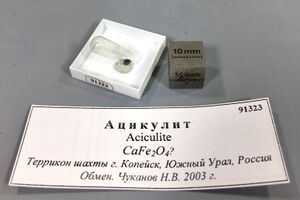 91323
10 mm
91323
Ацикулит
Aciculite
CaFe₂O₄?
Террикон шахты г. Копейск, Южный Урал, Россия
Обмен. Чуканов Н.В. 2003 г.